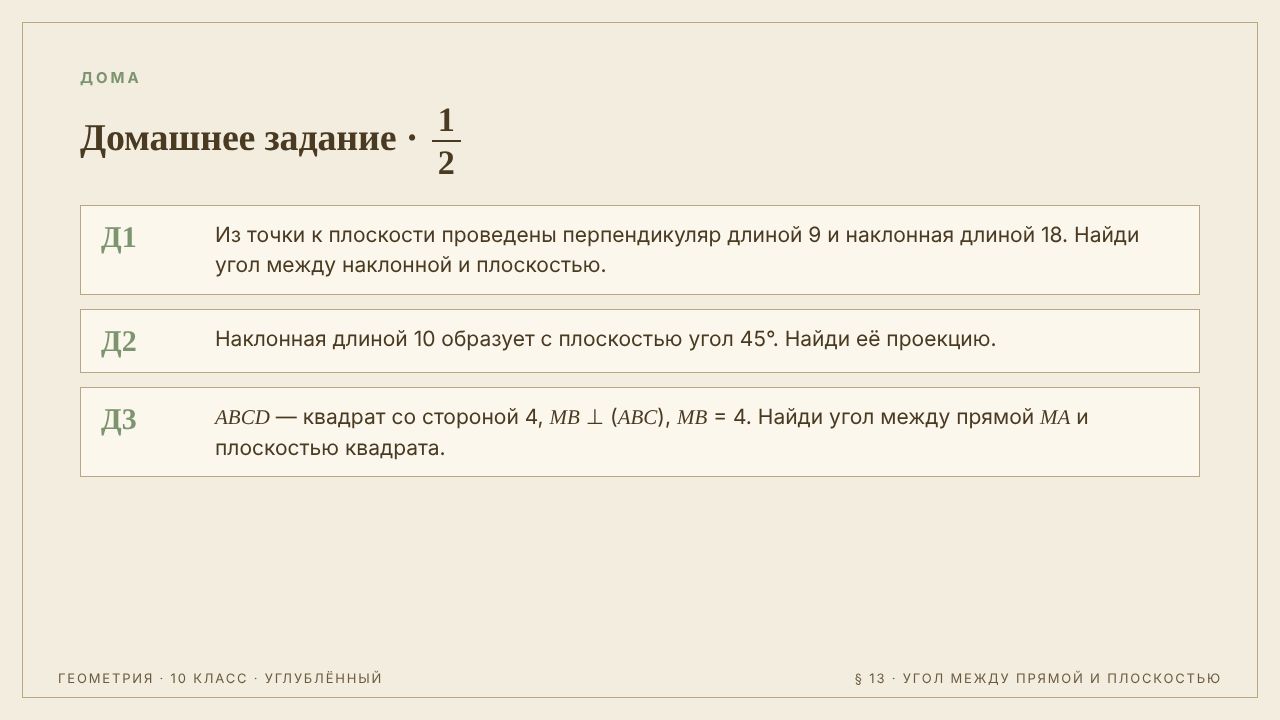 ДОМА
Домашнее задание · 1/2
Д1
Из точки к плоскости проведены перпендикуляр длиной 9 и наклонная длиной 18. Найди
угол между наклонной и плоскостью.
Д2
Наклонная длиной 10 образует с плоскостью угол 45°. Найди её проекцию.
Д3
ABCD — квадрат со стороной 4, MB ⊥ (ABC), MB = 4. Найди угол между прямой MA и
плоскостью квадрата.
ГЕОМЕТРИЯ · 10 КЛАСС · УГЛУБЛЁННЫЙ
§ 13 · УГОЛ МЕЖДУ ПРЯМОЙ И ПЛОСКОСТЬЮ